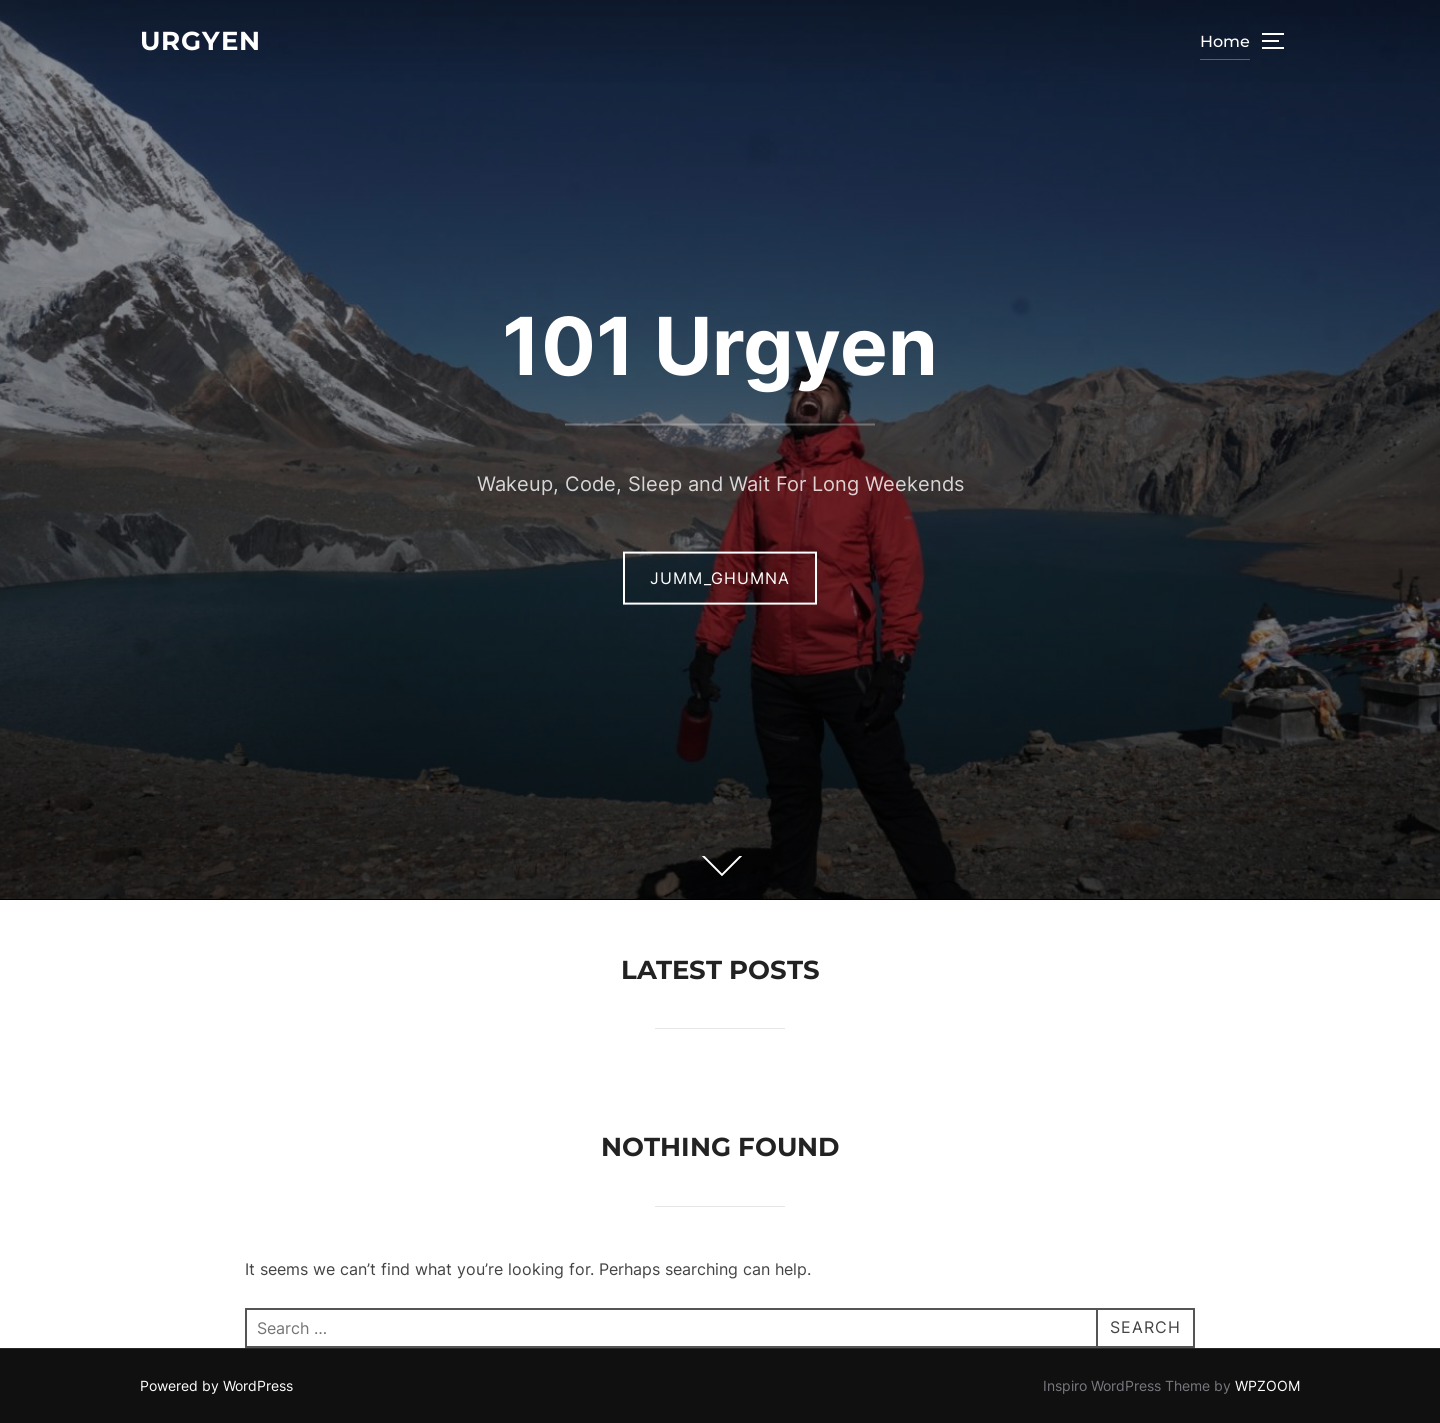 URGYEN
Home
101 Urgyen
Wakeup, Code, Sleep and Wait For Long Weekends
JUMM_GHUMNA
LATEST POSTS
NOTHING FOUND
It seems we can’t find what you’re looking for. Perhaps searching can help.
Search …
SEARCH
Powered by WordPress
Inspiro WordPress Theme by WPZOOM